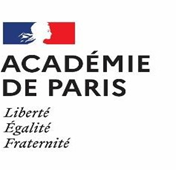 ACADÉMIE
DE PARIS
Liberté
Égalité
Fraternité